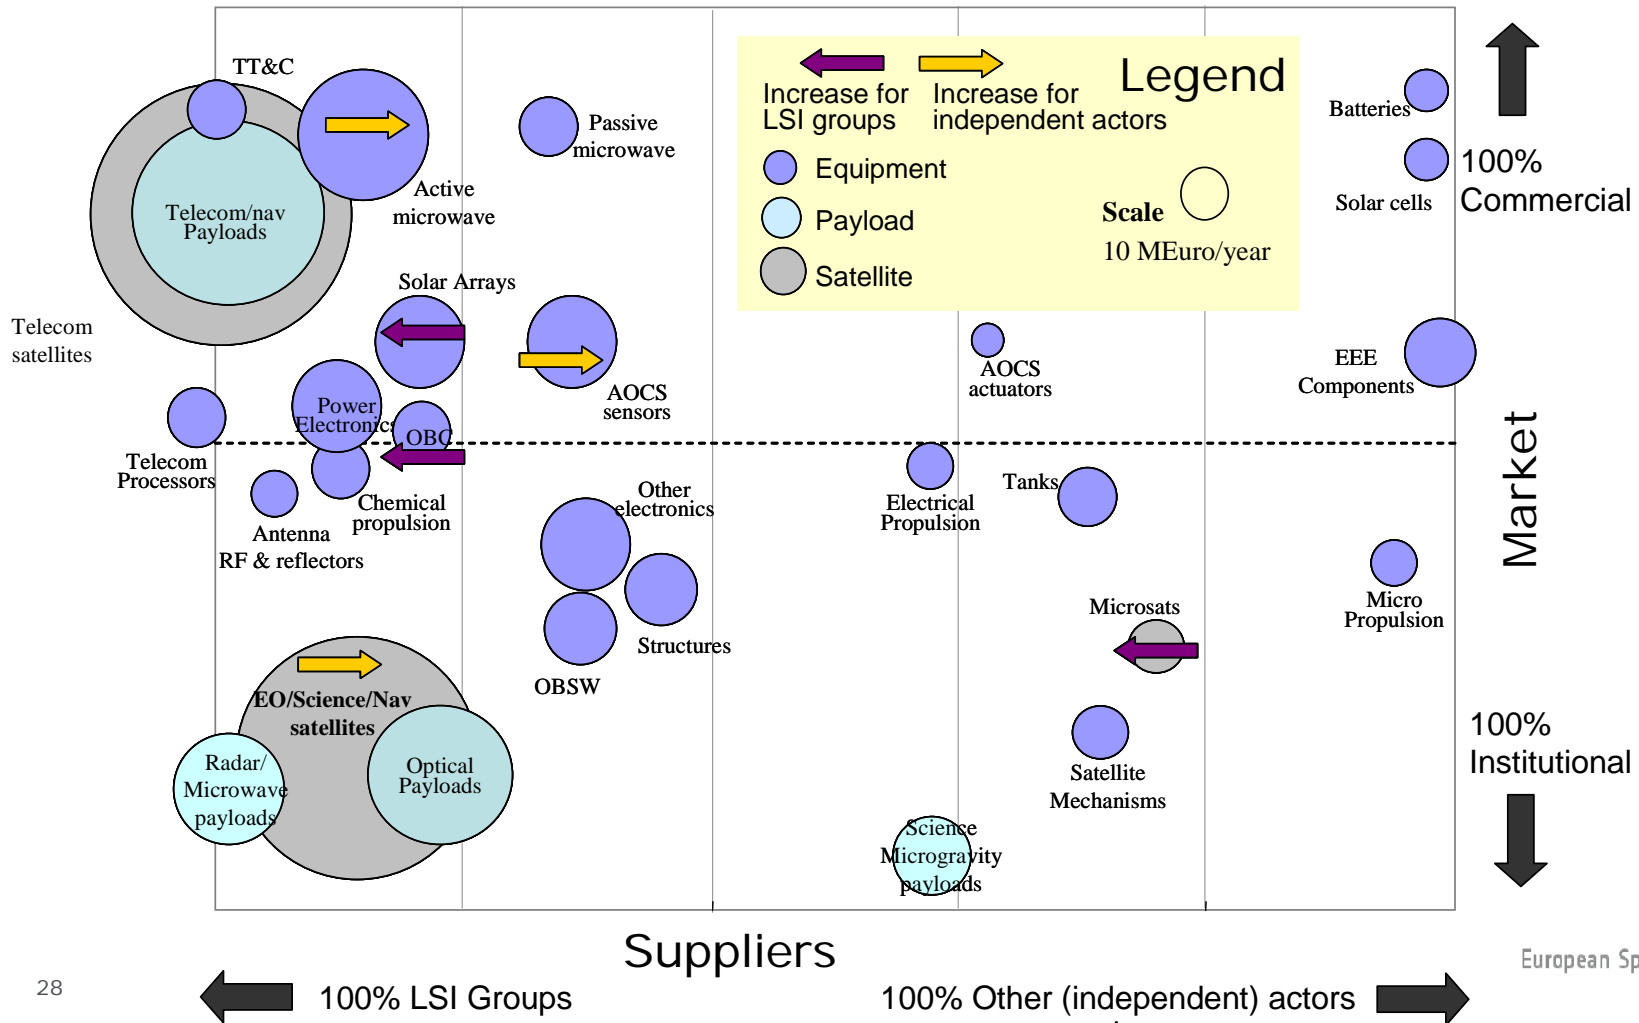 TT&C
Passive
microwave
Active
microwave
Telecom/nav
Payloads
Telecom
satellites
Legend
Increase for
LSI groups
Increase for
independent actors
Equipment
Payload
Satellite
Scale
10 MEuro/year
Batteries
Solar cells
100%
Commercial
Solar Arrays
AOCS
sensors
AOCS
actuators
EEE
Components
Power
Electronics
OBC
Telecom
Processors
Chemical
propulsion
Antenna
RF & reflectors
Other
electronics
Electrical
Propulsion
Tanks
Market
Micro
Propulsion
Microsats
Structures
OBSW
EO/Science/Nav
satellites
Radar/
Microwave
payloads
Optical
Payloads
Satellite
Mechanisms
Science
Microgravity
payloads
100%
Institutional
Suppliers
European Sp
28
100% LSI Groups
100% Other (independent) actors